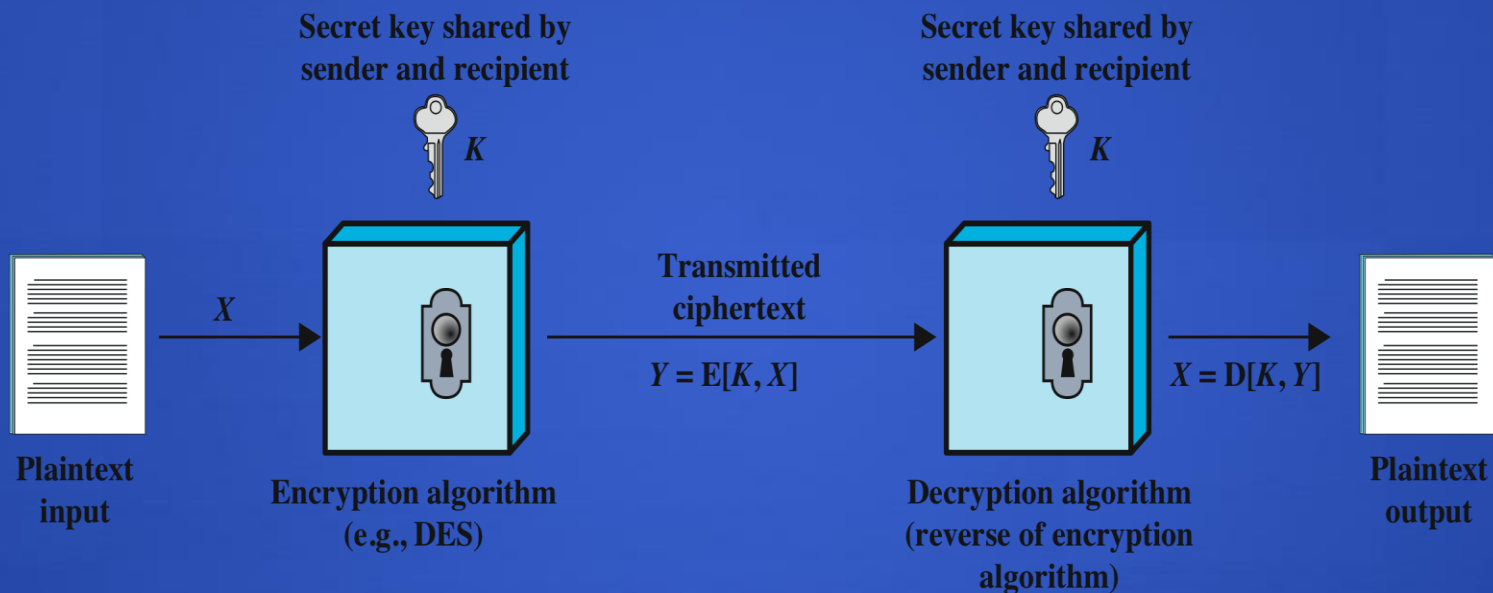 Secret key shared by
sender and recipient
K
Secret key shared by
sender and recipient
K
X
Transmitted
ciphertext
Y = E[K, X]
X = D[K, Y]
Plaintext
input
Encryption algorithm
(e.g., DES)
Decryption algorithm
(reverse of encryption
algorithm)
Plaintext
output